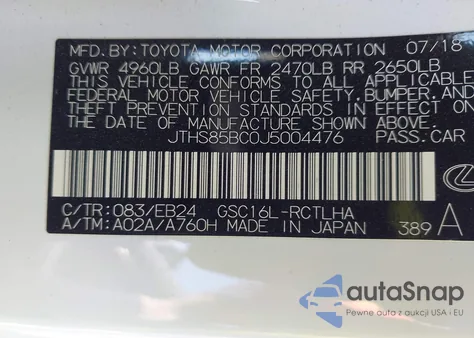 MFD. BY: TOYOTA MOTOR CORPORATION 07/18
GVWR 4960LB GAWR FR 2470LB RR 2650LB
THIS VEHICLE CONFORMS TO ALL APPLICABLE
FEDERAL MOTOR VEHICLE SAFETY, BUMPER, AND
THEFT PREVENTION STANDARDS IN EFFECT ON
THE DATE OF MANUFACTURE SHOWN ABOVE.
JTHS85BC0J5004476 PASS. CAR
C/TR: 083/EB24 GSC16L-RCTLHA
A/TM: A02A/A760H MADE IN JAPAN 389 A
autoSnap
Pewne auta z aukcji USA i EU